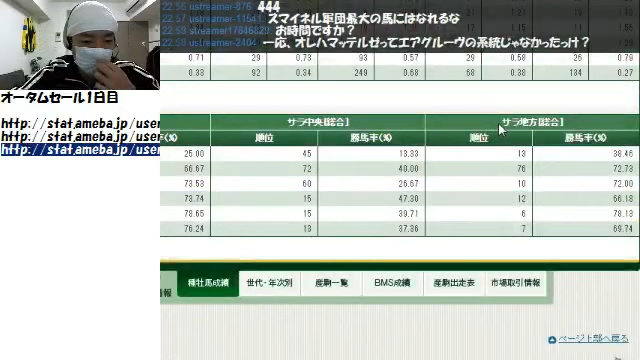 444
22.56 ustreamer-876
22.57 ustreamer-11541 スマイネル軍団最大の馬にはなれるな
お時間ですか？
22.58 ustreamer-2404 一応、オレハマッテルゼってエアグルーヴの系統じゃなかったっけ？
0.71 29 93 0.57 29 0.58 26 0.79
0.33 92 0.34 249 0.68 68 0.38 134 0.27
オータムセール1日目
http://stat.ameba.jp/user
http://stat.ameba.jp/user
http://stat.ameba.jp/user
サラ中央[総合] サラ地方[総合]
率(%) 順位 勝馬率(%) 順位 勝馬率(%)
25.00 45 13.33 13 38.46
66.67 72 40.00 76 72.73
73.53 60 26.67 10 72.00
73.74 15 47.30 12 66.18
78.65 15 39.71 6 78.13
76.24 13 37.36 7 69.74
情報 種牡馬成績 世代・年次別 産駒一覧 BMS成績 産駒出走表 市場取引情報
ページ上部へ戻る